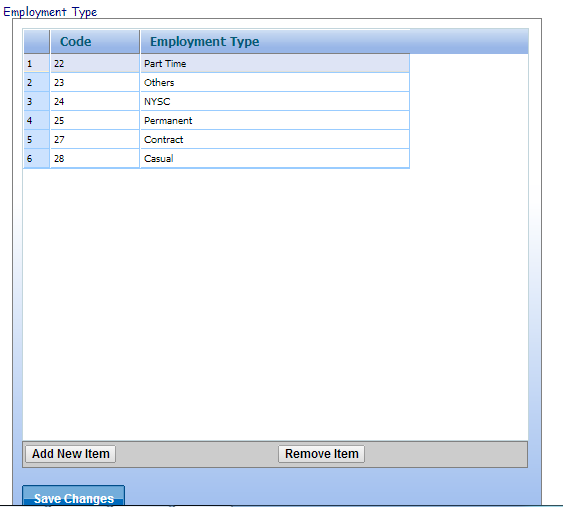 Employment Type
Code Employment Type
1 22 Part Time
2 23 Others
3 24 NYSC
4 25 Permanent
5 27 Contract
6 28 Casual
Add New Item Remove Item
Save Changes